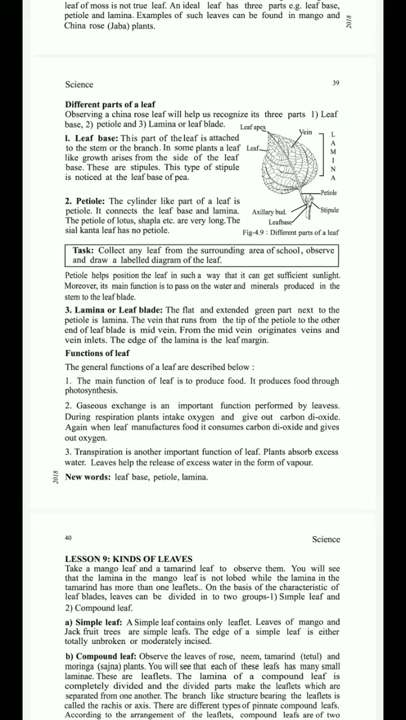 leaf of moss is not true leaf. An ideal leaf has three parts e.g. leaf base,
petiole and lamina. Examples of such leaves can be found in mango and
China rose (Jaba) plants.
2018
Science
39
Different parts of a leaf
Observing a china rose leaf will help us recognize its three parts 1) Leaf
base, 2) petiole and 3) Lamina or leaf blade.
1. Leaf base: This part of the leaf is attached
to the stem or the branch. In some plants a leaf
like growth arises from the side of the leaf
base. These are stipules. This type of stipule
is noticed at the leaf base of pea.
2. Petiole: The cylinder like part of a leaf is
petiole. It connects the leaf base and lamina.
The petiole of lotus, shapla etc. are very long. The
sial kanta leaf has no petiole.
Leaf apex
Vein
Leaf
L
A
M
I
N
A
Petiole
Axillary bud.
Stipule
Leafbase
Fig-4.9 : Different parts of a leaf
Task: Collect any leaf from the surrounding area of school, observe
and draw a labelled diagram of the leaf.
Petiole helps position the leaf in such a way that it can get sufficient sunlight.
Moreover, its main function is to pass on the water and minerals produced in the
stem to the leaf blade.
3. Lamina or Leaf blade: The flat and extended green part next to the
petiole is lamina. The vein that runs from the tip of the petiole to the other
end of leaf blade is mid vein. From the mid vein originates veins and
vein inlets. The edge of the lamina is the leaf margin.
Functions of leaf
The general functions of a leaf are described below :
1. The main function of leaf is to produce food. It produces food through
photosynthesis.
2. Gaseous exchange is an important function performed by leavess.
During respiration plants intake oxygen and give out carbon di-oxide.
Again when leaf manufactures food it consumes carbon di-oxide and gives
out oxygen.
3. Transpiration is another important function of leaf. Plants absorb excess
water. Leaves help the release of excess water in the form of vapour.
New words: leaf base, petiole, lamina.
2018
40
Science
LESSON 9: KINDS OF LEAVES
Take a mango leaf and a tamarind leaf to observe them. You will see
that the lamina in the mango leaf is not lobed while the lamina in the
tamarind has more than one leaflets.. On the basis of the characteristic of
leaf blades, leaves can be divided in to two groups-1) Simple leaf and
2) Compound leaf.
a) Simple leaf: A Simple leaf contains only leaflet. Leaves of mango and
Jack fruit trees are simple leafs. The edge of a simple leaf is either
totally unbroken or moderately incised.
b) Compound leaf: Observe the leaves of rose, neem, tamarind (tetul) and
moringa (sajna) plants. You will see that each of these leafs has many small
laminae. These are leaflets. The lamina of a compound leaf is
completely divided and the divided parts make the leaflets which are
separated from one another. The branch like structure bearing the leaflets is
called the rachis or axis. There are different types of pinnate compound leafs.
According to the arrangement of the leaflets, compound leafs are of two